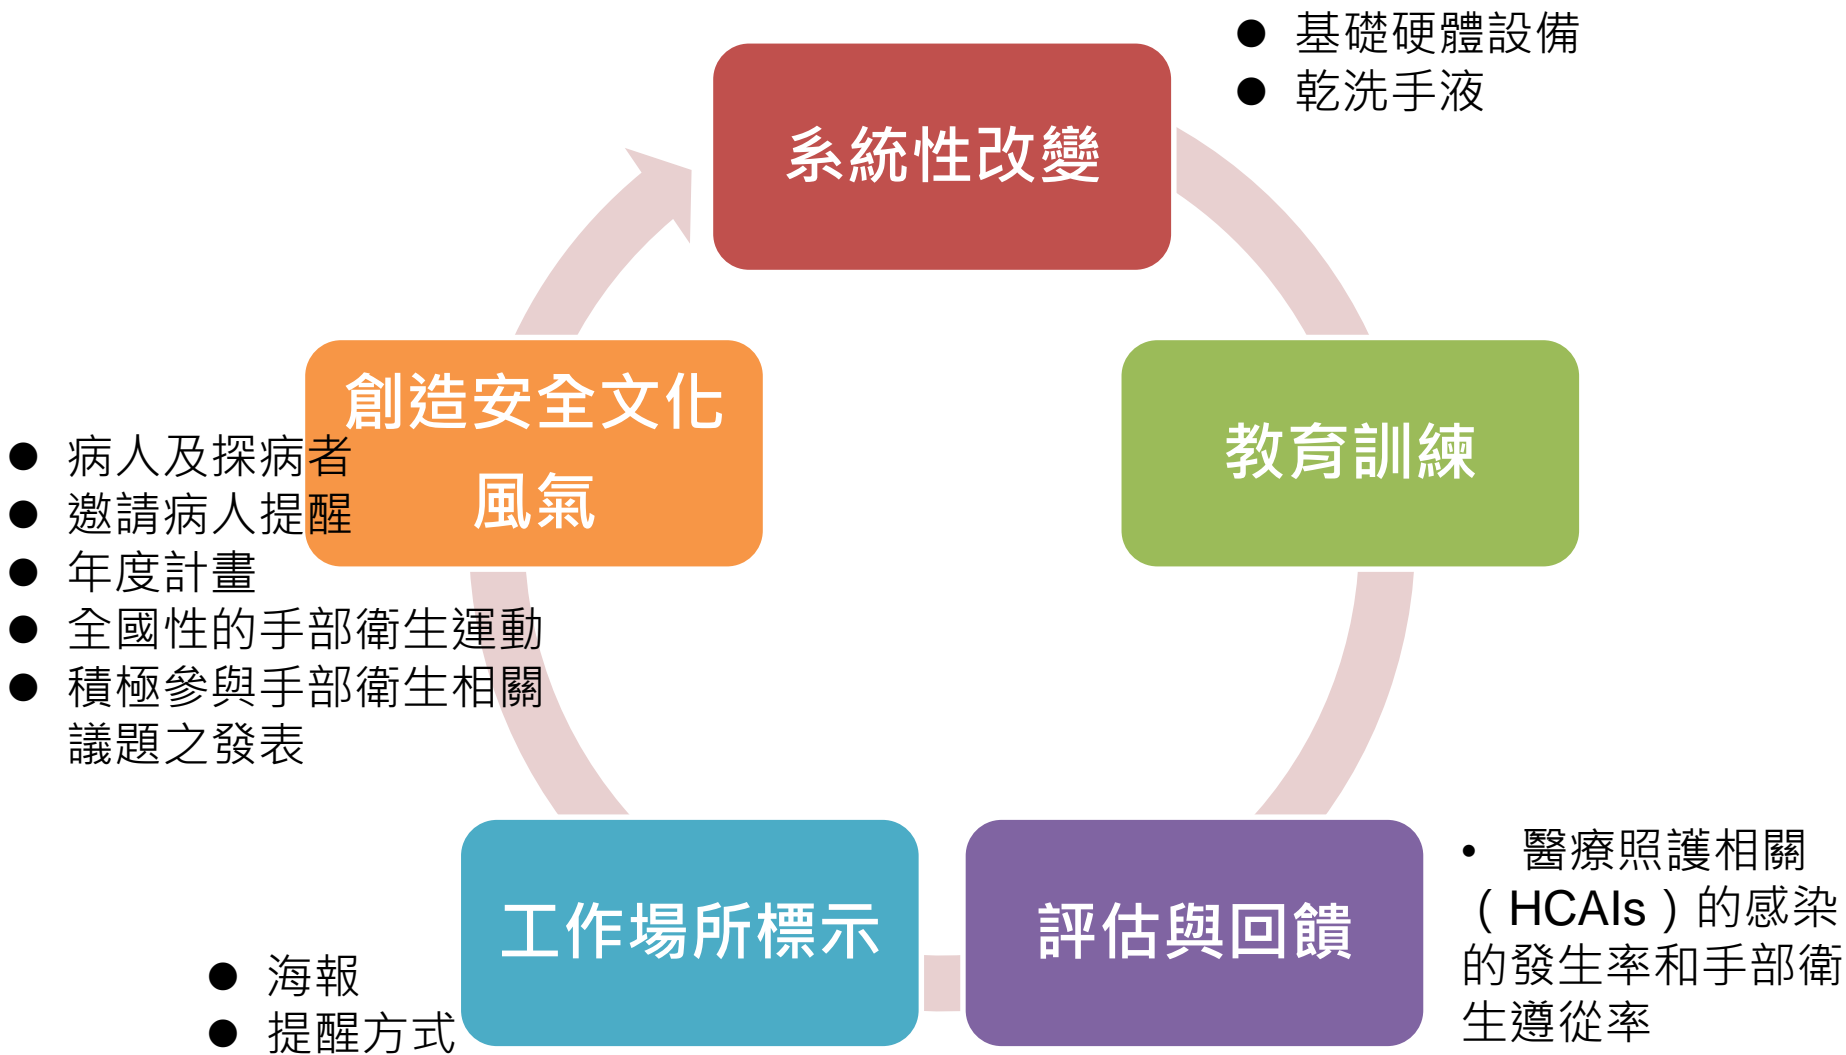 ● 基礎硬體設備
● 乾洗手液
系統性改變
教育訓練
• 醫療照護相關
（HCAIs）的感染
的發生率和手部衛
生遵從率
評估與回饋
工作場所標示
● 海報
● 提醒方式
創造安全文化
風氣
● 病人及探病者
● 邀請病人提醒
● 年度計畫
● 全國性的手部衛生運動
● 積極參與手部衛生相關
議題之發表